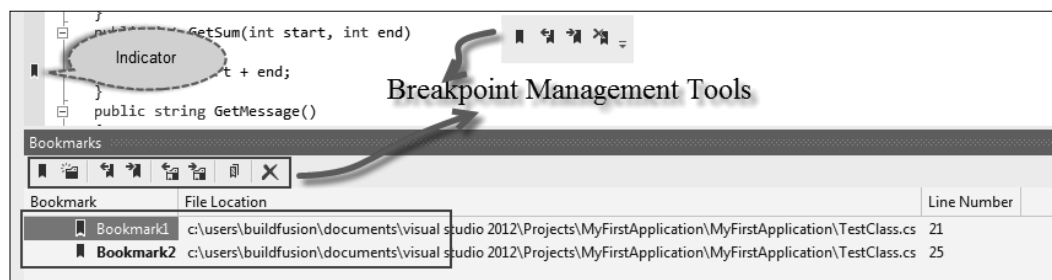 }
GetSum(int start, int end)
Indicator
+ end;
}
public string GetMessage()
Breakpoint Management Tools
Bookmarks
Bookmark File Location Line Number
Bookmark1 c:\users\buildfusion\documents\visual studio 2012\Projects\MyFirstApplication\MyFirstApplication\TestClass.cs 21
Bookmark2 c:\users\buildfusion\documents\visual studio 2012\Projects\MyFirstApplication\MyFirstApplication\TestClass.cs 25